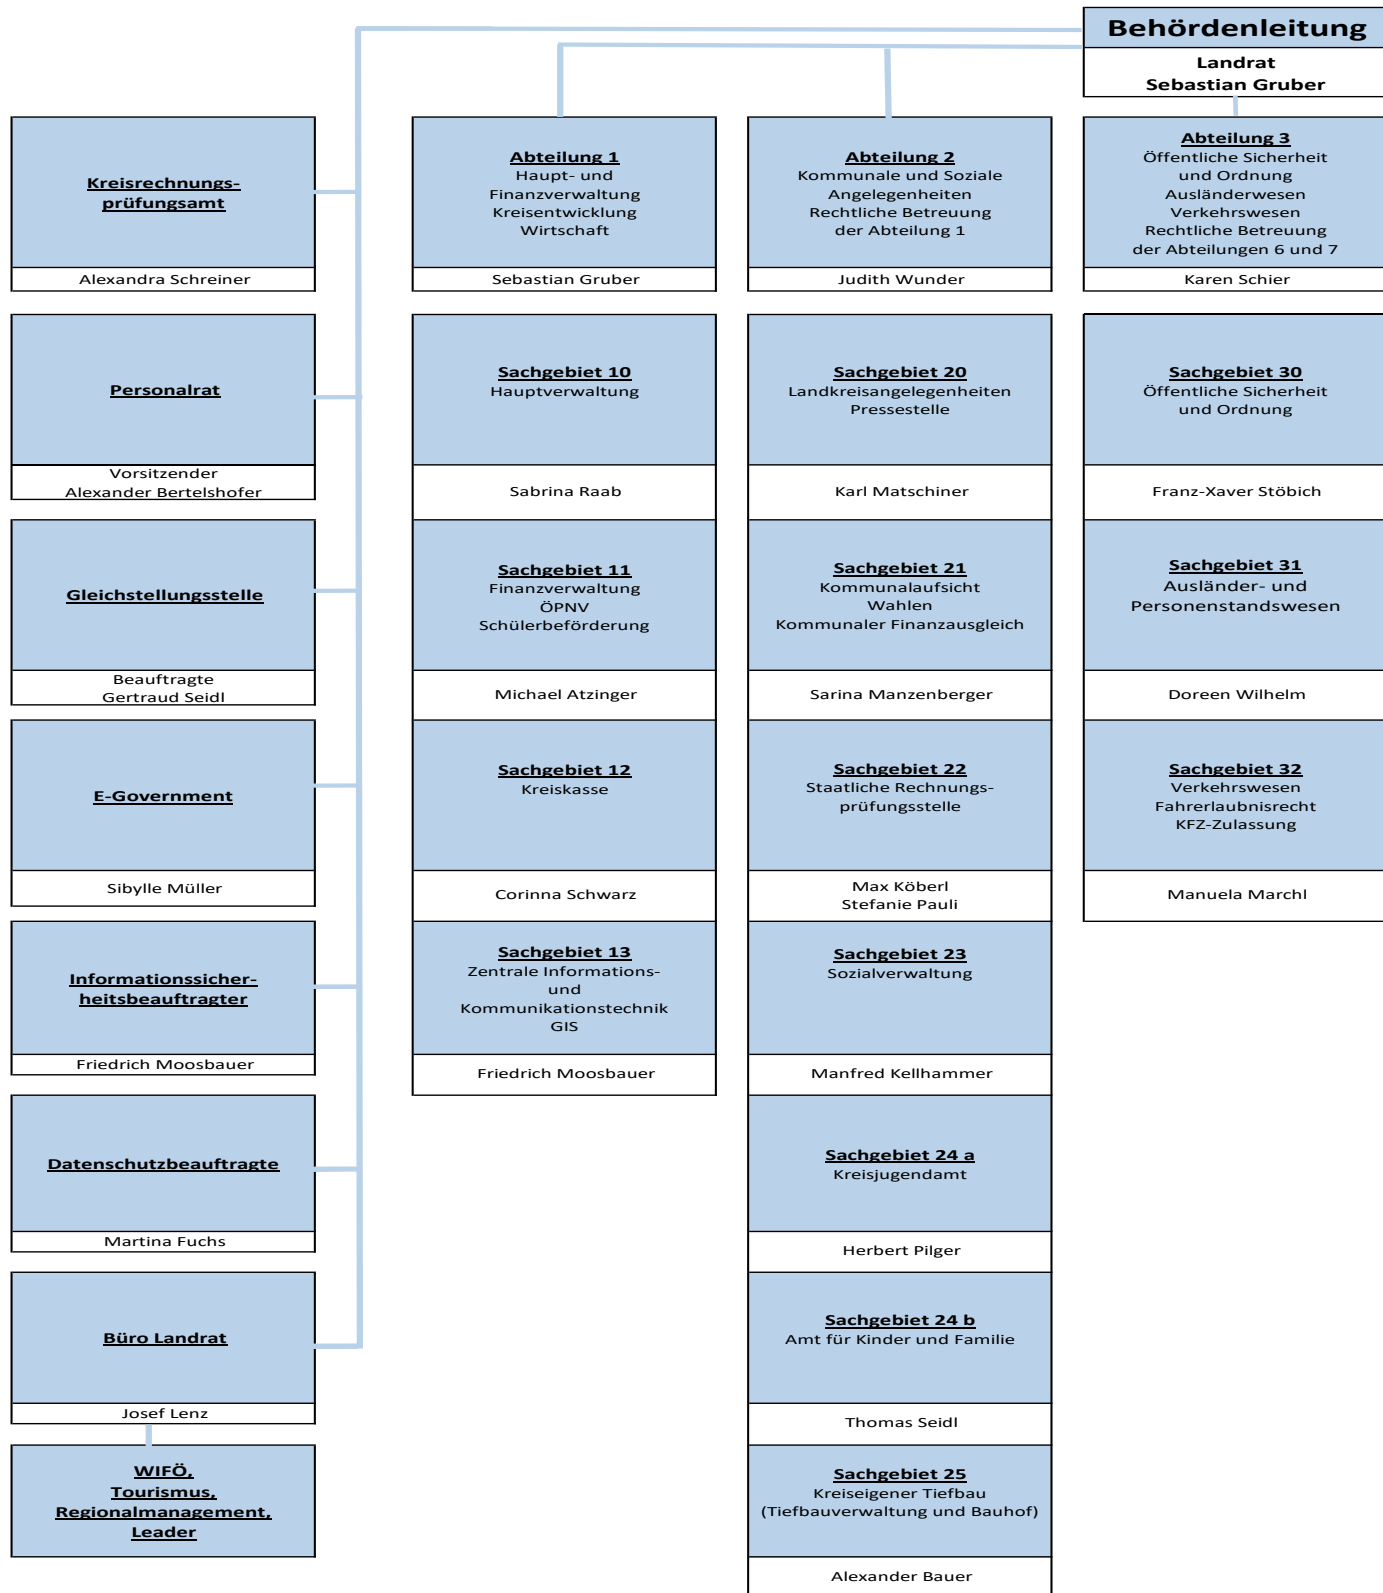 Behördenleitung
Landrat
Sebastian Gruber
Kreisrechnungs-
prüfungsamt
Alexandra Schreiner
Personalrat
Vorsitzender
Alexander Bertelshofer
Gleichstellungsstelle
Beauftragte
Gertraud Seidl
E-Government
Sibylle Müller
Informationssicher-
heitsbeauftragter
Friedrich Moosbauer
Datenschutzbeauftragte
Martina Fuchs
Büro Landrat
Josef Lenz
WIFÖ,
Tourismus,
Regionalmanagement,
Leader
Abteilung 1
Haupt- und
Finanzverwaltung
Kreisentwicklung
Wirtschaft
Sebastian Gruber
Sachgebiet 10
Hauptverwaltung
Sabrina Raab
Sachgebiet 11
Finanzverwaltung
ÖPNV
Schülerbeförderung
Michael Atzinger
Sachgebiet 12
Kreiskasse
Corinna Schwarz
Sachgebiet 13
Zentrale Informations-
und
Kommunikationstechnik
GIS
Friedrich Moosbauer
Abteilung 2
Kommunale und Soziale
Angelegenheiten
Rechtliche Betreuung
der Abteilung 1
Judith Wunder
Sachgebiet 20
Landkreisangelegenheiten
Pressestelle
Karl Matschiner
Sachgebiet 21
Kommunalaufsicht
Wahlen
Kommunaler Finanzausgleich
Sarina Manzenberger
Sachgebiet 22
Staatliche Rechnungs-
prüfungsstelle
Max Köberl
Stefanie Pauli
Sachgebiet 23
Sozialverwaltung
Manfred Kellhammer
Sachgebiet 24 a
Kreisjugendamt
Herbert Pilger
Sachgebiet 24 b
Amt für Kinder und Familie
Thomas Seidl
Sachgebiet 25
Kreiseigener Tiefbau
(Tiefbauverwaltung und Bauhof)
Alexander Bauer
Abteilung 3
Öffentliche Sicherheit
und Ordnung
Ausländerwesen
Verkehrswesen
Rechtliche Betreuung
der Abteilungen 6 und 7
Karen Schier
Sachgebiet 30
Öffentliche Sicherheit
und Ordnung
Franz-Xaver Stöbich
Sachgebiet 31
Ausländer- und
Personenstandswesen
Doreen Wilhelm
Sachgebiet 32
Verkehrswesen
Fahrerlaubnisrecht
KFZ-Zulassung
Manuela Marchl